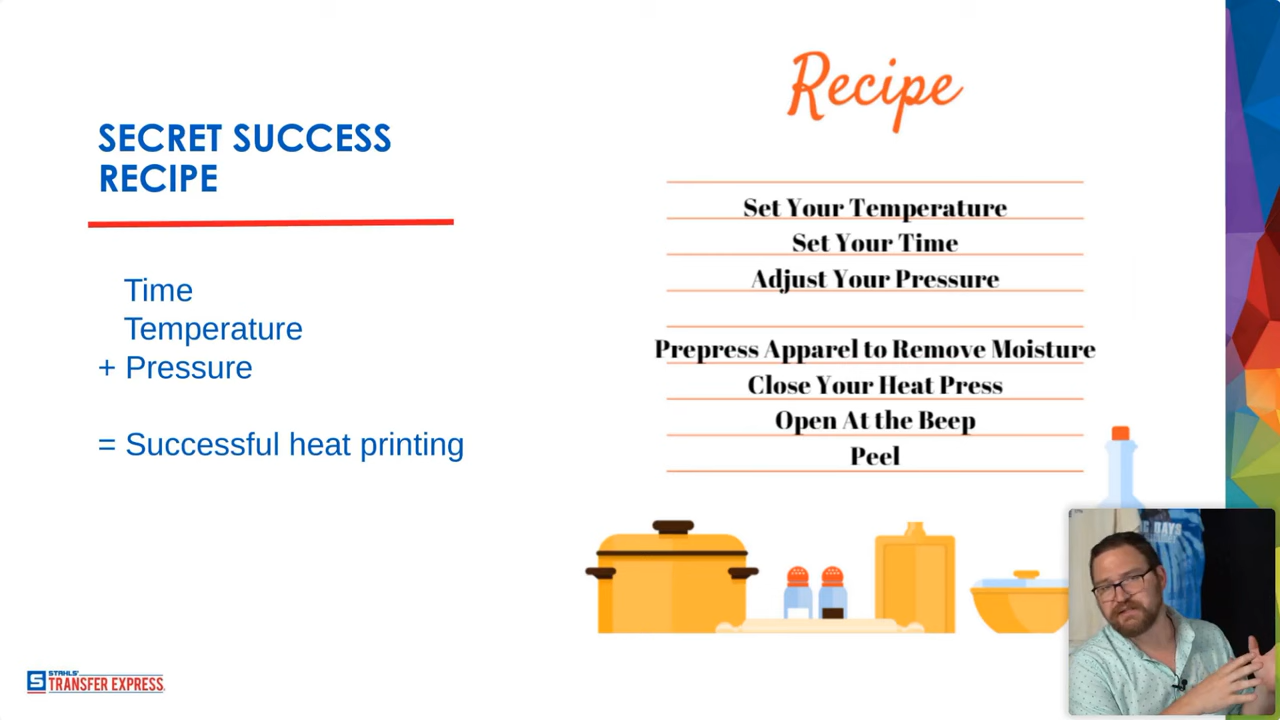 SECRET SUCCESS
RECIPE
Time
Temperature
+ Pressure
= Successful heat printing
Recipe
Set Your Temperature
Set Your Time
Adjust Your Pressure
Prepress Apparel to Remove Moisture
Close Your Heat Press
Open At the Beep
Peel
S STAHLS'
TRANSFER EXPRESS